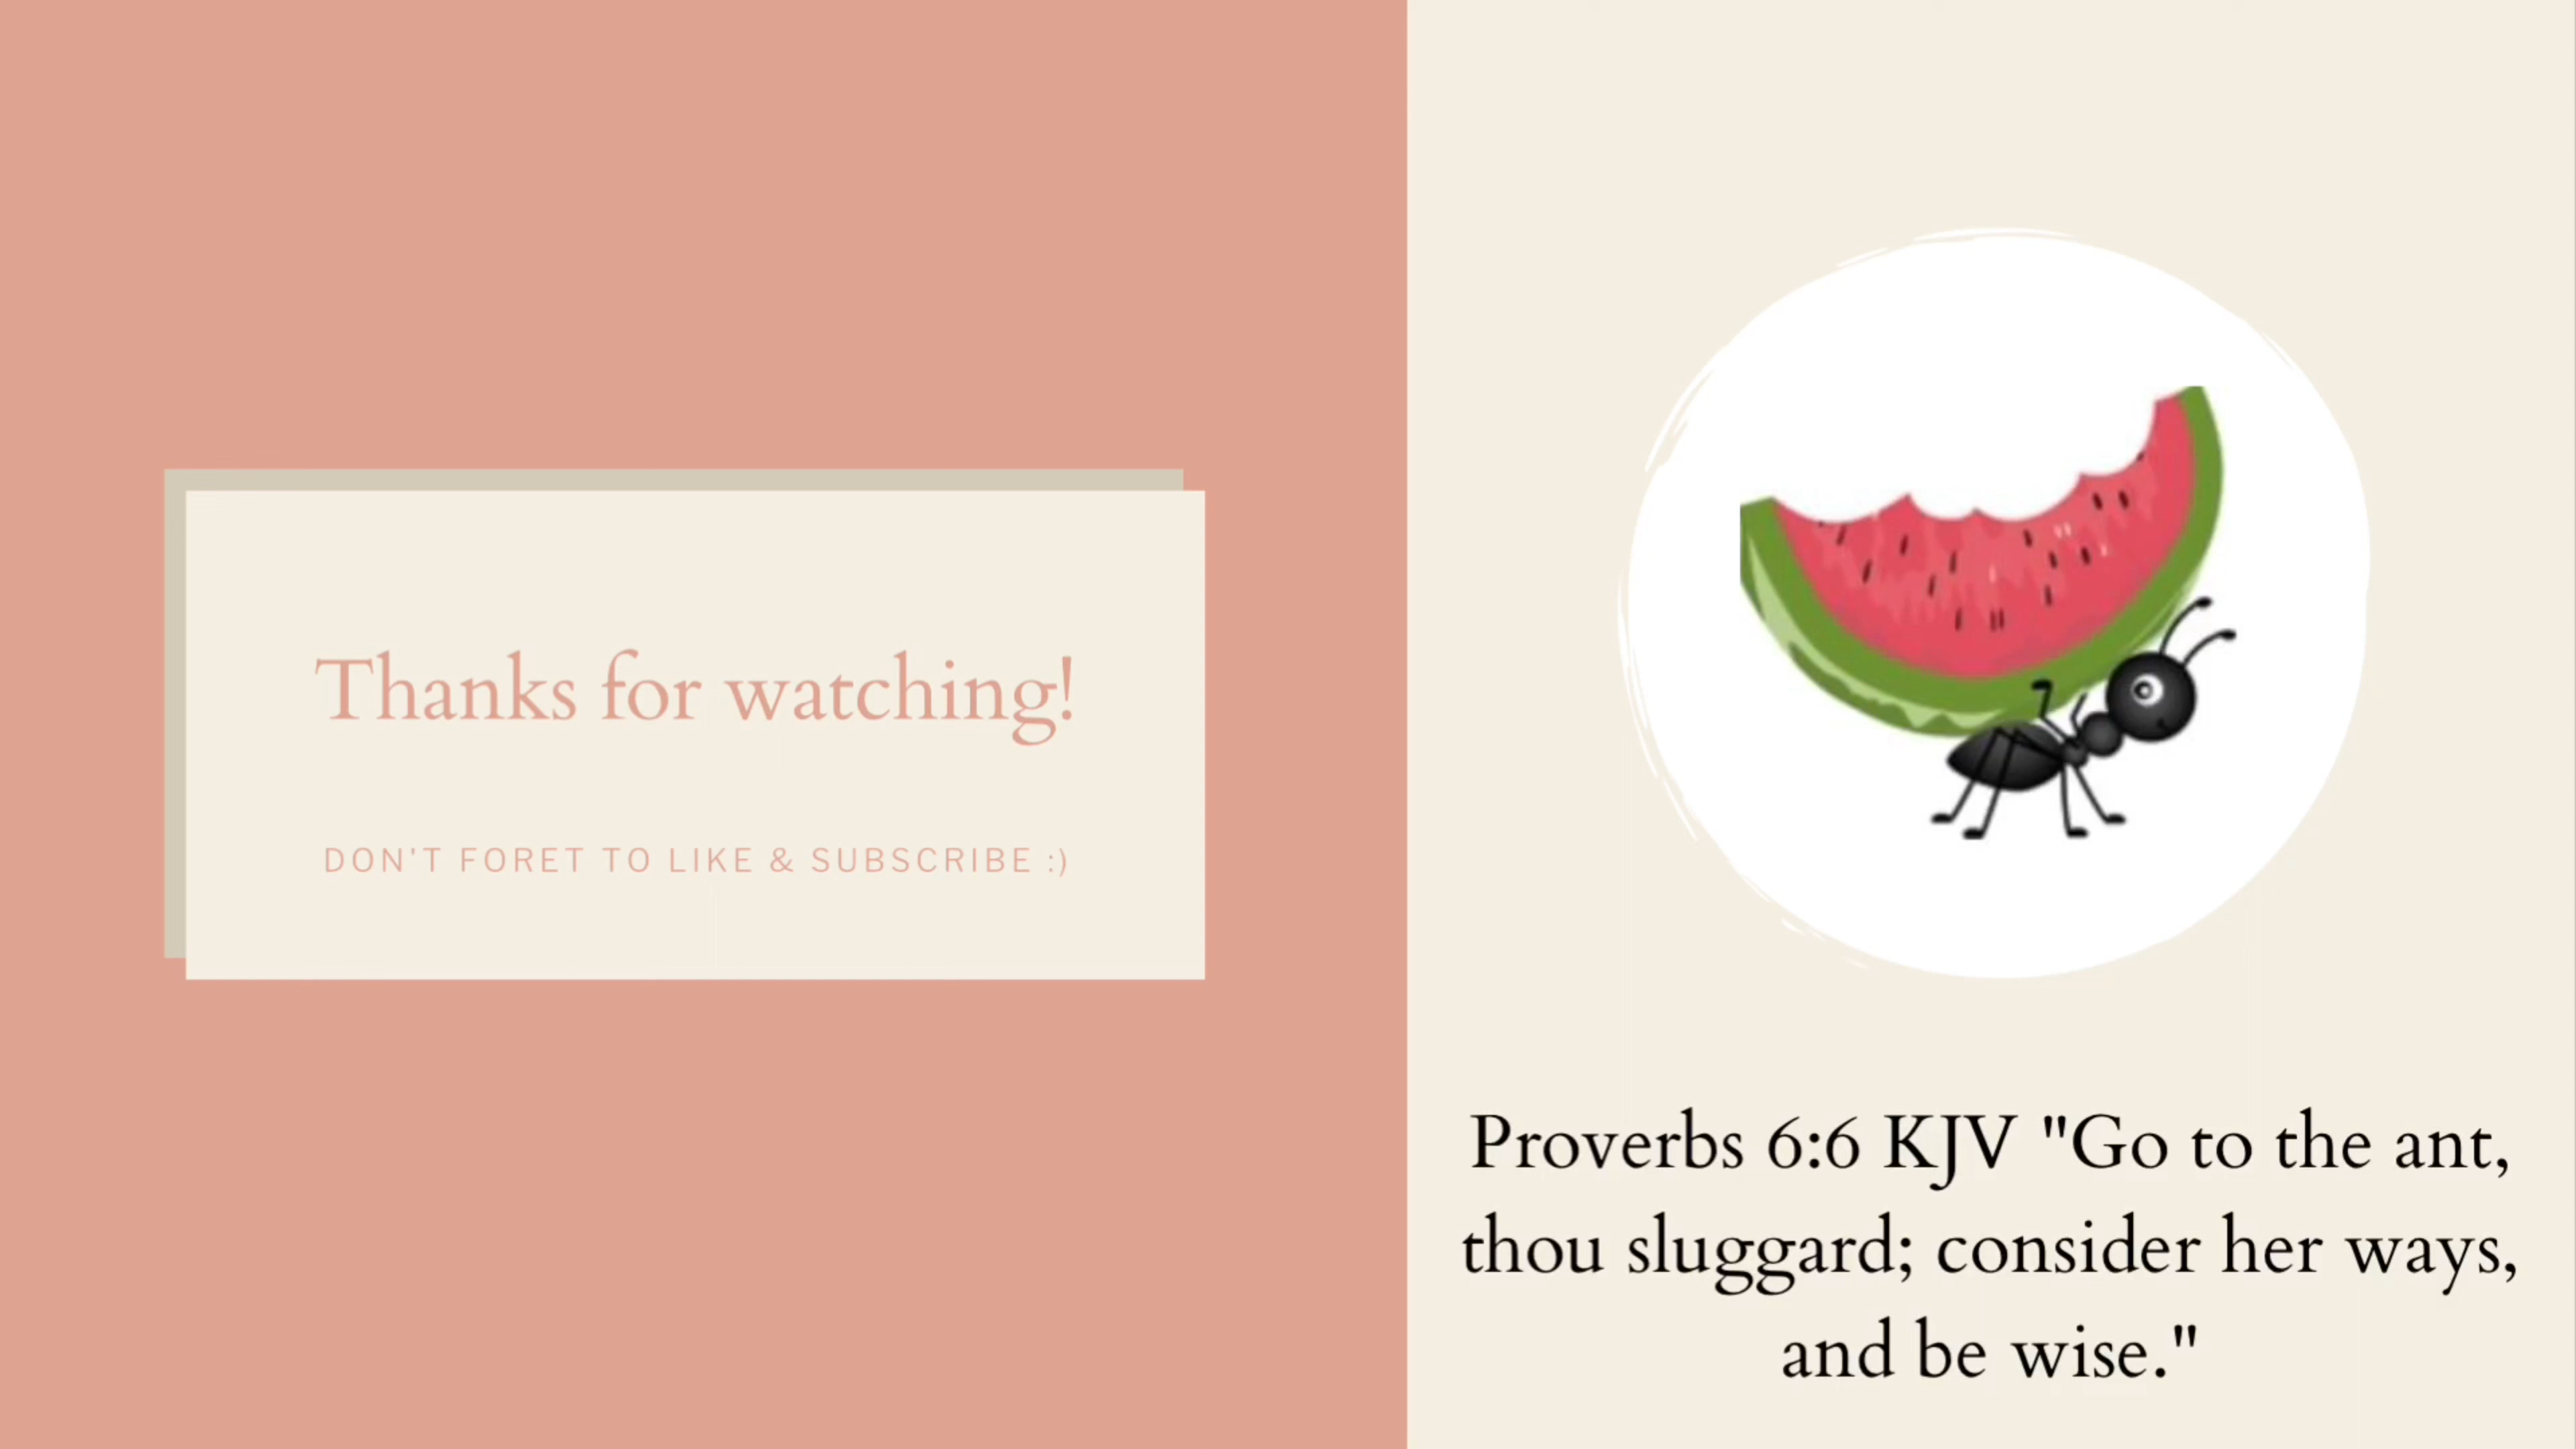 Thanks for watching!
DON'T FORET TO LIKE & SUBSCRIBE :)
Proverbs 6:6 KJV "Go to the ant,
thou sluggard; consider her ways,
and be wise."